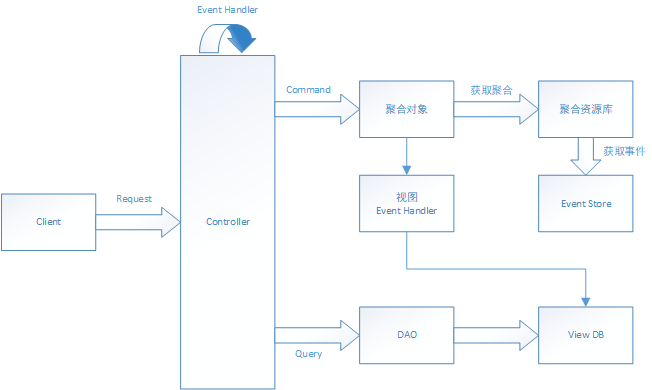 Event Handler
Command
获取聚合
聚合对象
聚合资源库
获取事件
Request
视图
Event Handler
Event Store
Client
Controller
DAO
View DB
Query